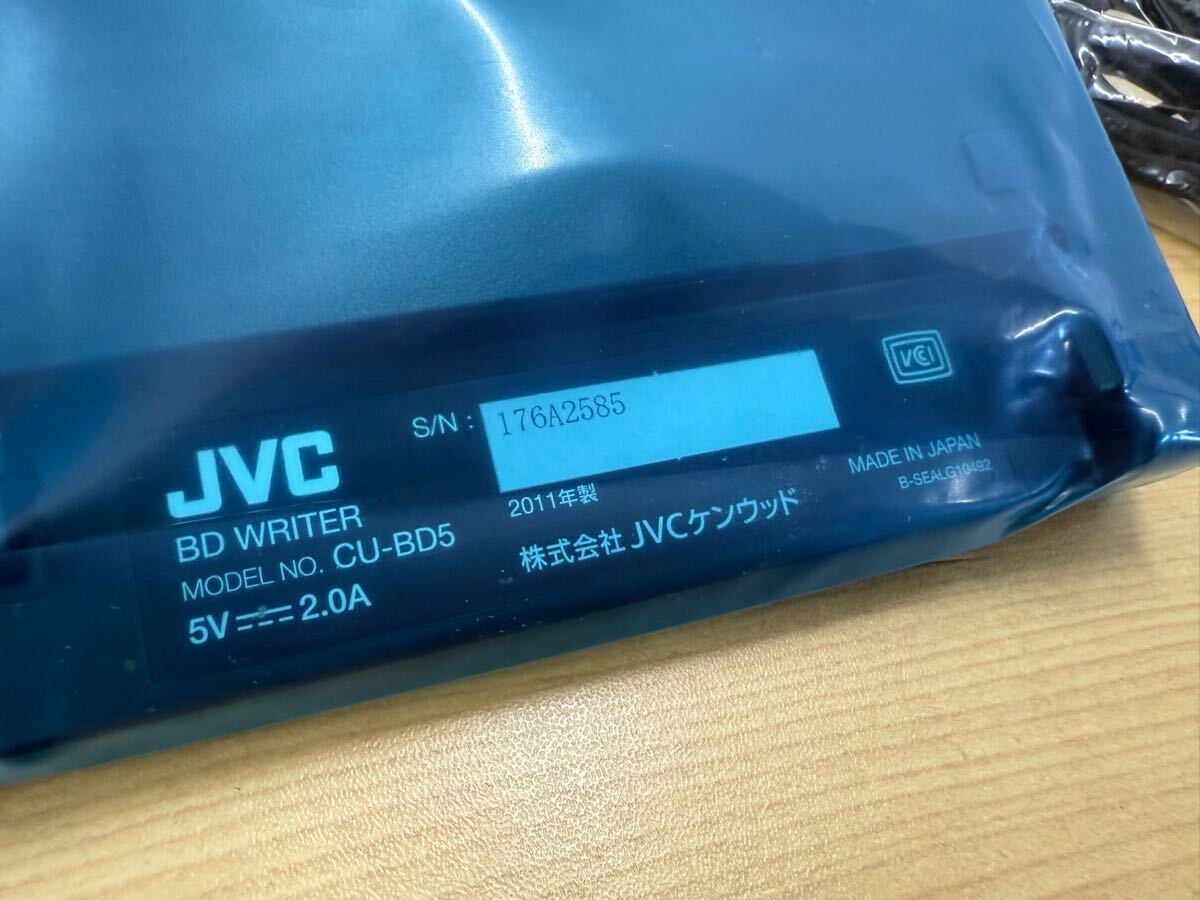 JVC
BD WRITER
MODEL NO. CU-BD5
5V 2.0A
S/N : 176A2585
2011年製
株式会社 JVCケンウッド
VCI
MADE IN JAPAN
B-SEALG10492